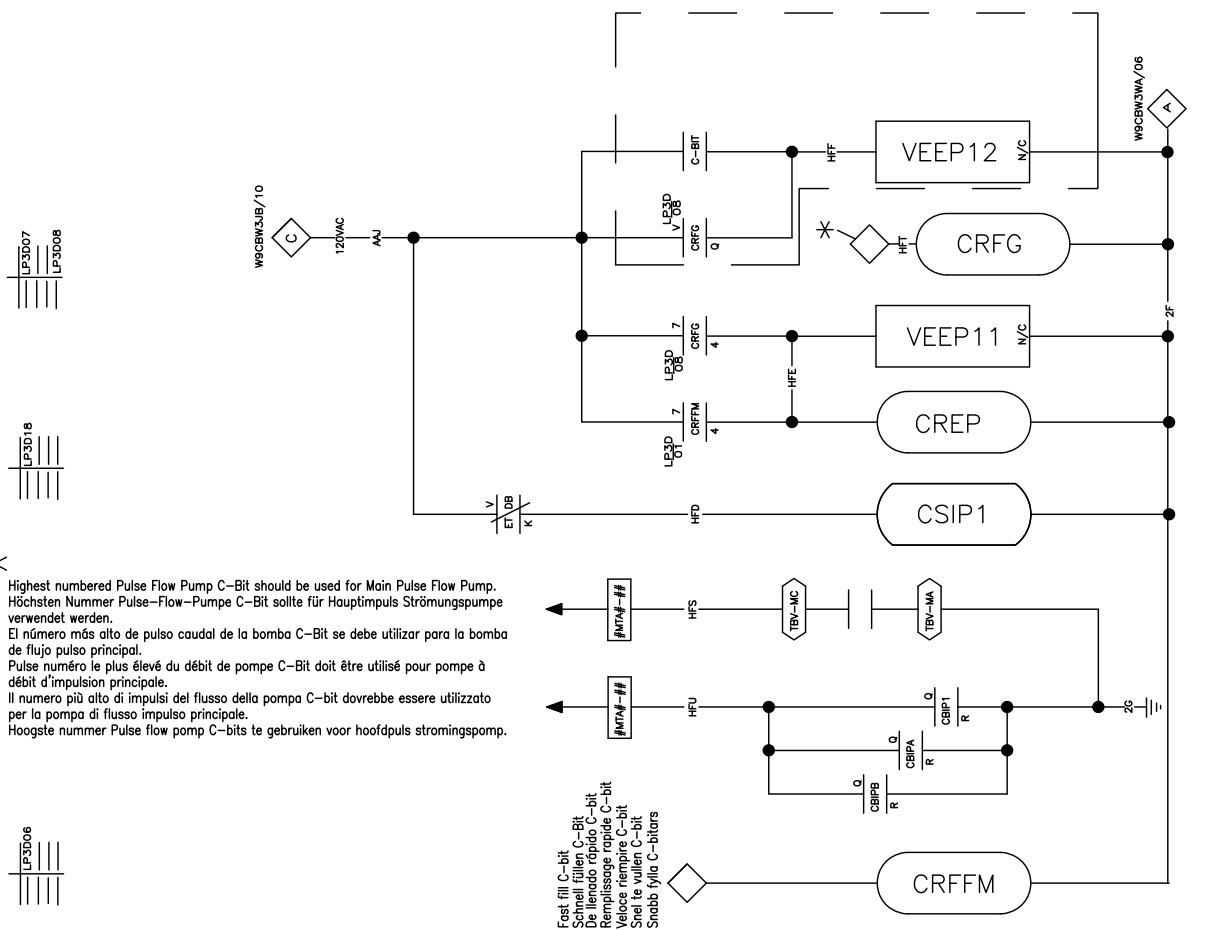 W9CBW3WA/06
A
W9CBW3JB/10
C
120VAC
AAJ
LP3D07
LP3D08
C-BIT
HFF
VEEP12
N/C
LP3D
08
V
CRFG
Q
*
HFT
CRFG
2F
LP3D
08
7
CRFG
4
VEEP11
N/C
HFE
LP3D18
LP3D
01
7
CRFFM
4
CREP
V
ET DB
K
HFD
CSIP1
Highest numbered Pulse Flow Pump C-Bit should be used for Main Pulse Flow Pump.
Höchsten Nummer Pulse-Flow-Pumpe C-Bit sollte für Hauptimpuls Strömungspumpe
verwendet werden.
El número más alto de pulso caudal de la bomba C-Bit se debe utilizar para la bomba
de flujo pulso principal.
Pulse numéro le plus élevé du débit de pompe C-Bit doit être utilisé pour pompe à
débit d'impulsion principale.
Il numero più alto di impulsi del flusso della pompa C-bit dovrebbe essere utilizzato
per la pompa di flusso impulso principale.
Hoogste nummer Pulse flow pomp C-bits te gebruiken voor hoofdpuls stromingspomp.
#MTA#-##
HFS
TBV-MC
TBV-MA
#MTA#-##
HFU
Q
CBIP1
R
2G
Q
CBIPA
R
Q
CBIPB
R
LP3D06
Fast fill C-bit
Schnell füllen C-Bit
De llenado rápido C-bit
Remplissage rapide C-bit
Veloce riempire C-bit
Snel te vullen C-bit
Snabb fylla C-bitars
CRFFM